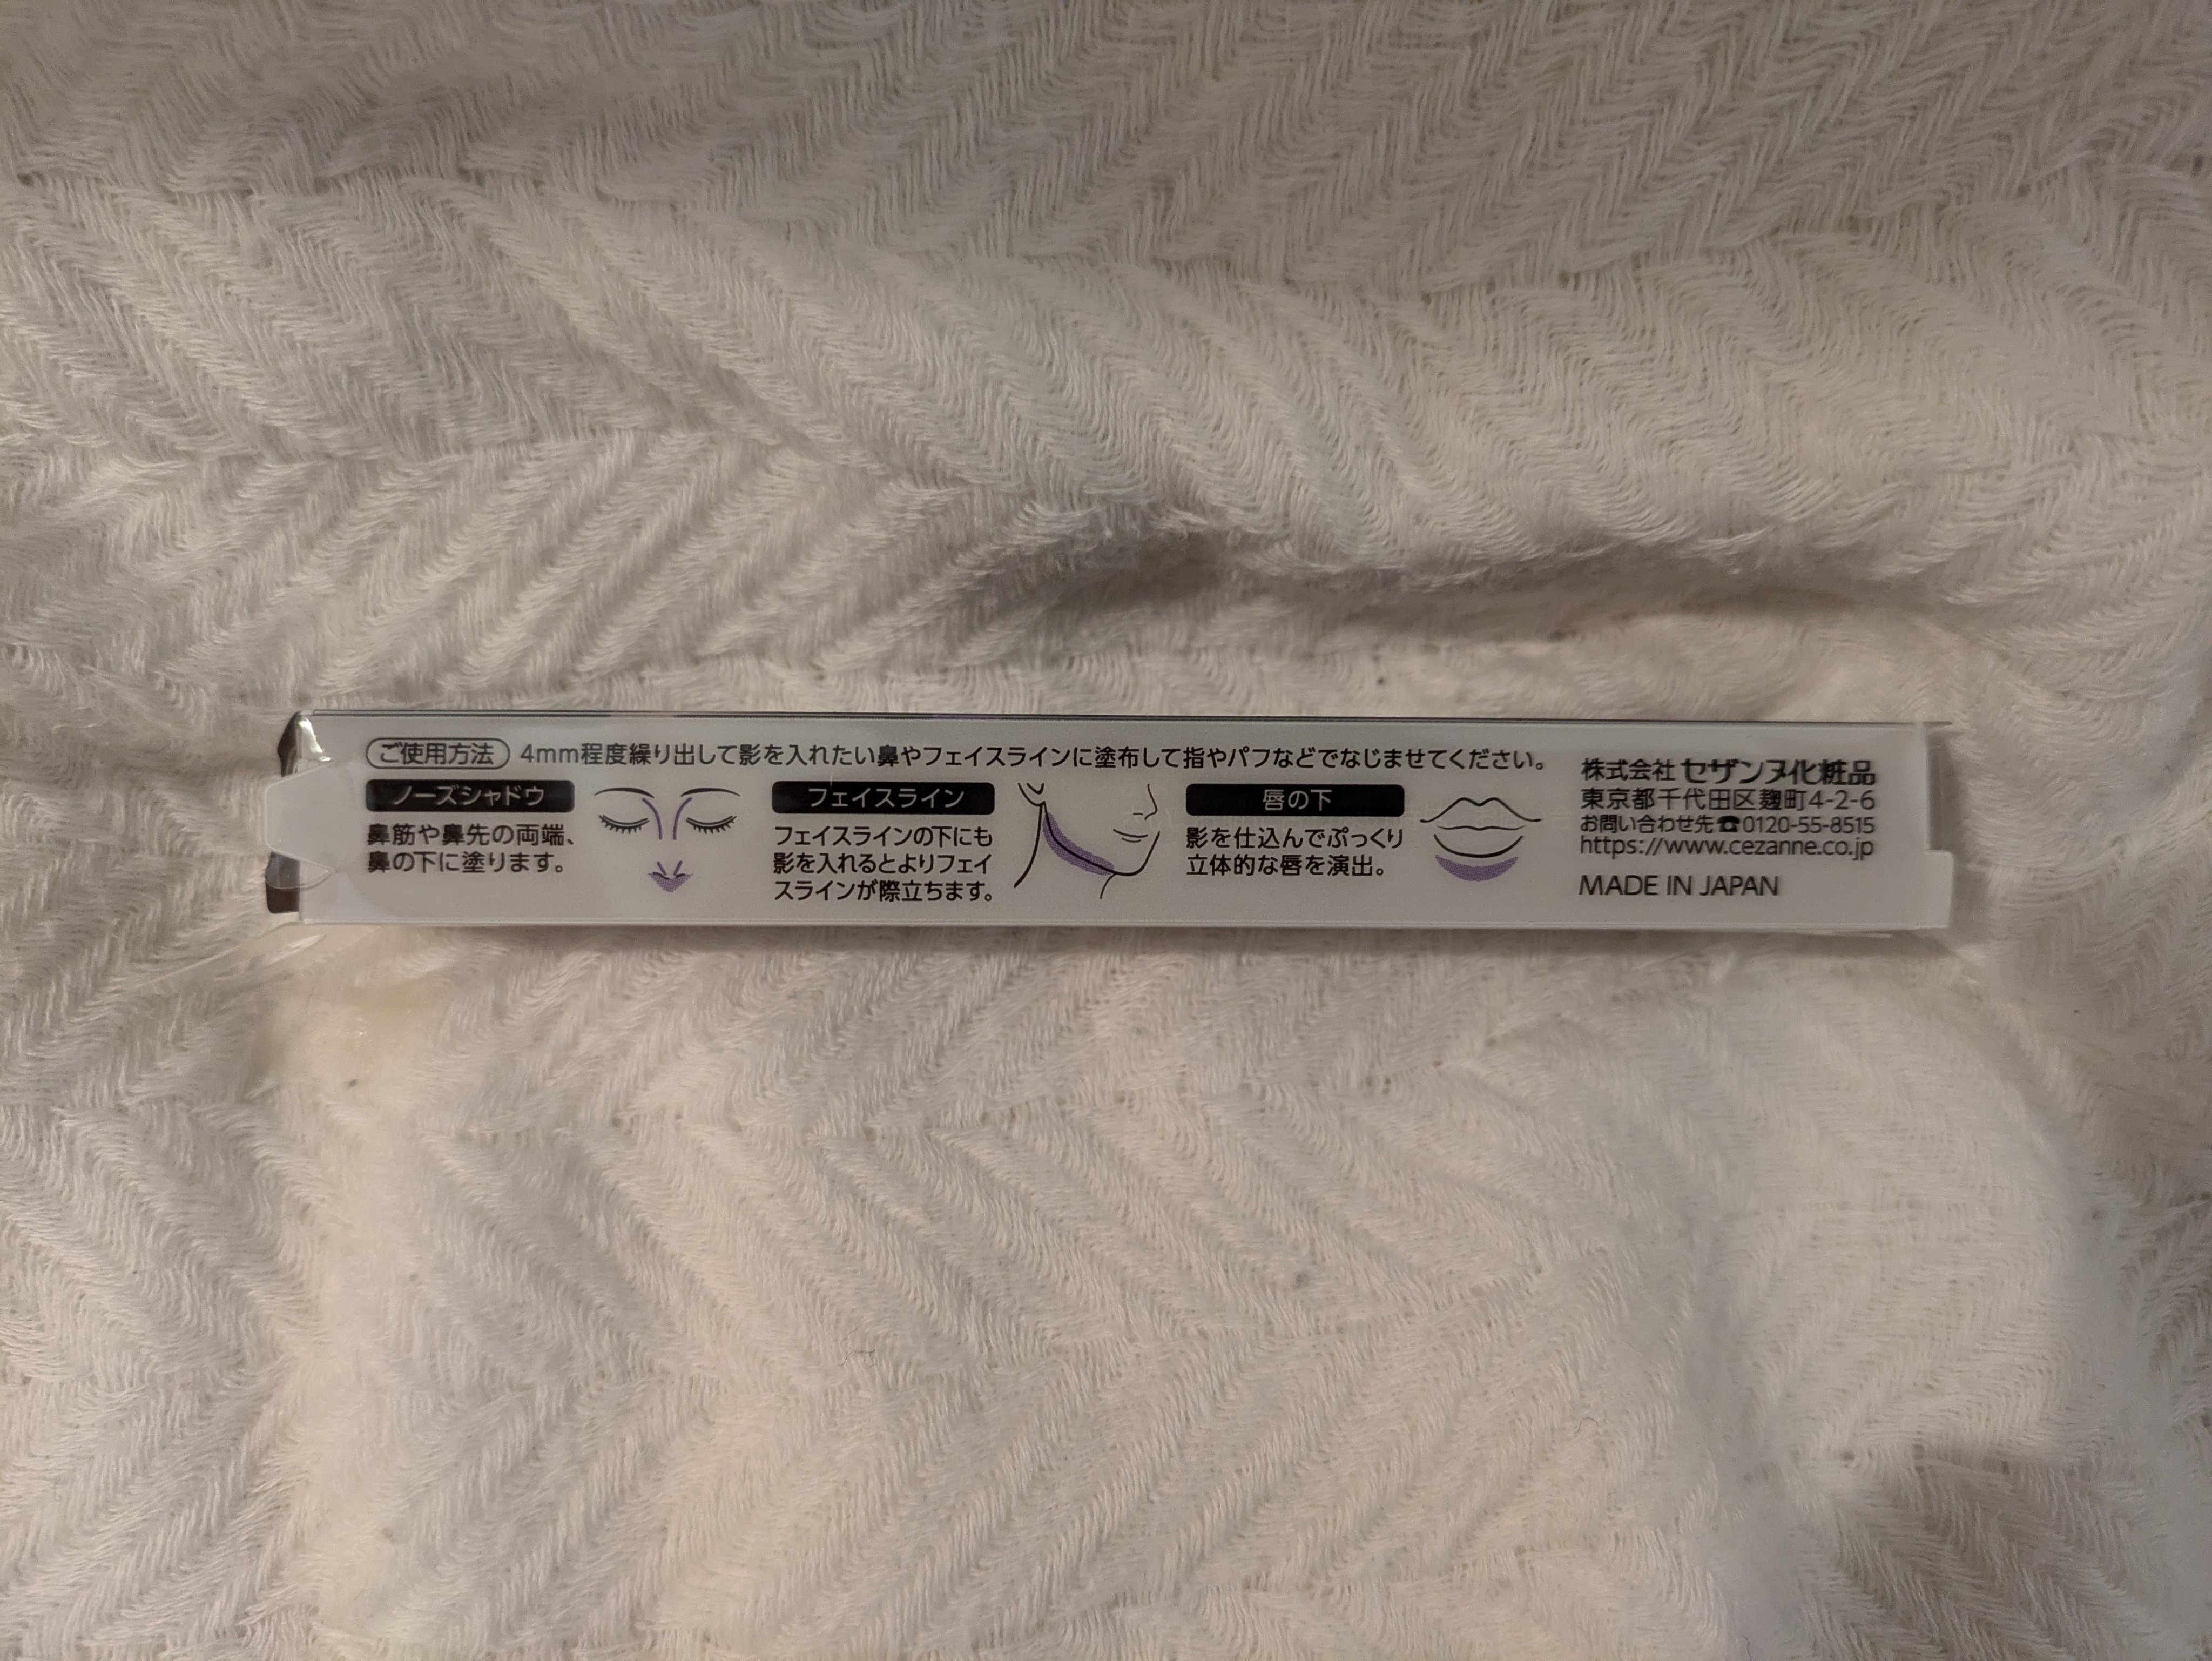 ご使用方法 4mm程度繰り出して影を入れたい鼻やフェイスラインに塗布して指やパフなどでなじませてください。
ノーズシャドウ
鼻筋や鼻先の両端、
鼻の下に塗ります。
フェイスライン
フェイスラインの下にも
影を入れるとよりフェイ
スラインが際立ちます。
唇の下
影を仕込んでぷっくり
立体的な唇を演出。
株式会社 セザンヌ化粧品
東京都千代田区麹町4-2-6
お問い合わせ先☎0120-55-8515
https://www.cezanne.co.jp
MADE IN JAPAN